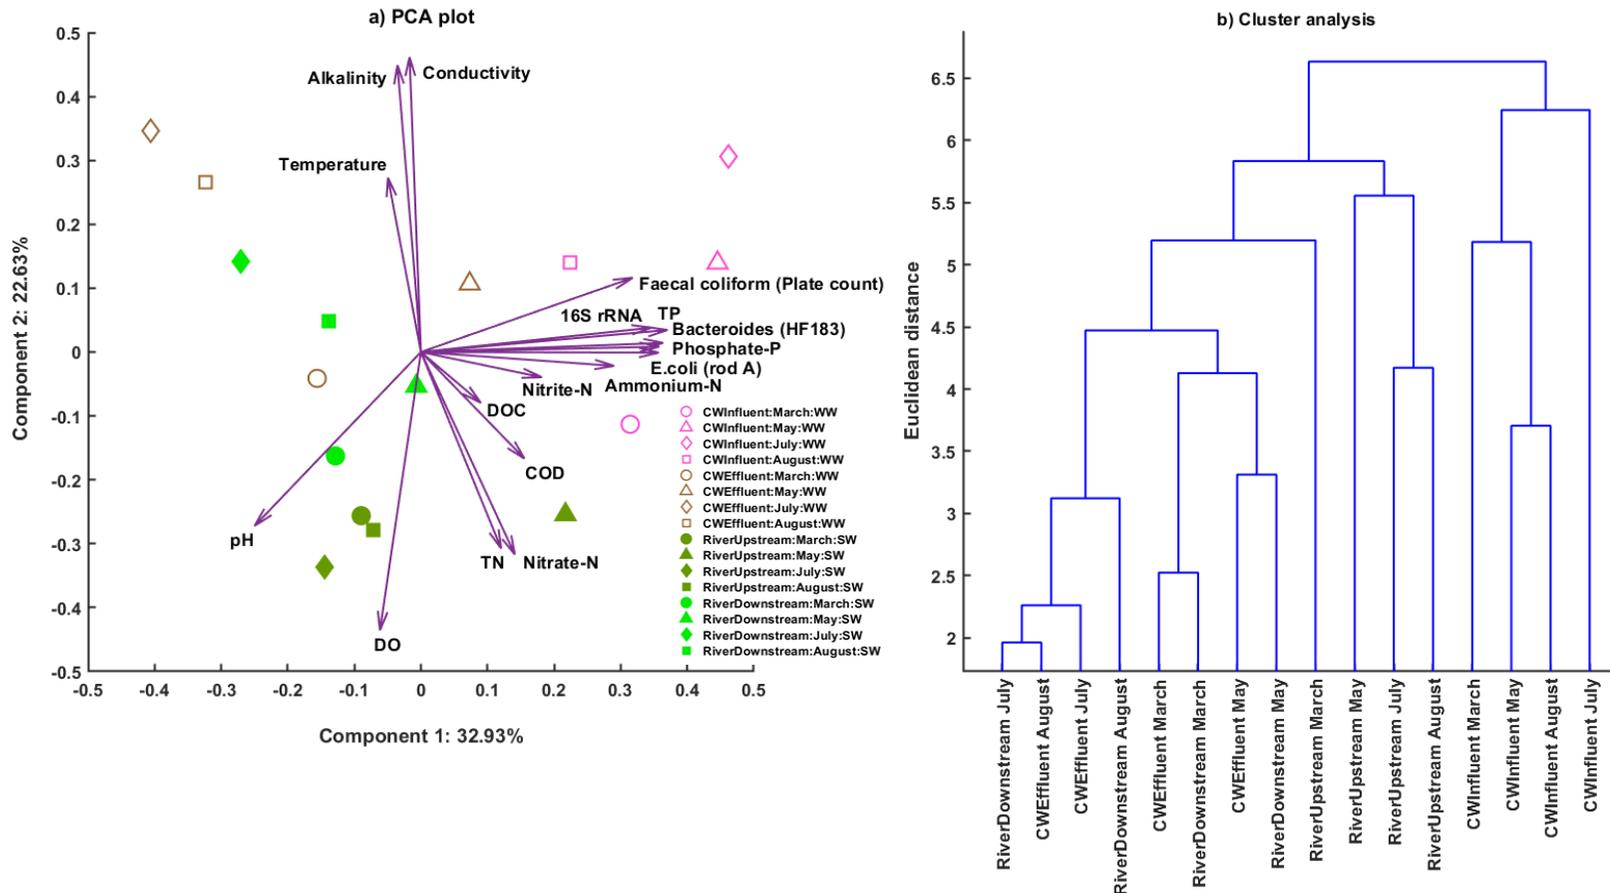 a) PCA plot
0.5
0.4
0.3
0.2
0.1
0
-0.1
-0.2
-0.3
-0.4
-0.5
Component 2: 22.63%
-0.5 -0.4 -0.3 -0.2 -0.1 0 0.1 0.2 0.3 0.4 0.5
Component 1: 32.93%
Alkalinity
Conductivity
Temperature
Faecal coliform (Plate count)
16S rRNA
TP
Bacteroides (HF183)
Phosphate-P
E.coli (rod A)
Ammonium-N
Nitrite-N
DOC
COD
TN
Nitrate-N
pH
DO
CWInfluent:March:WW
CWInfluent:May:WW
CWInfluent:July:WW
CWInfluent:August:WW
CWEffluent:March:WW
CWEffluent:May:WW
CWEffluent:July:WW
CWEffluent:August:WW
RiverUpstream:March:SW
RiverUpstream:May:SW
RiverUpstream:July:SW
RiverUpstream:August:SW
RiverDownstream:March:SW
RiverDownstream:May:SW
RiverDownstream:July:SW
RiverDownstream:August:SW
b) Cluster analysis
6.5
6
5.5
5
4.5
4
3.5
3
2.5
2
Euclidean distance
RiverDownstream July
CWEffluent August
CWEffluent July
RiverDownstream August
CWEffluent March
RiverDownstream March
CWEffluent May
RiverDownstream May
RiverUpstream March
RiverUpstream May
RiverUpstream July
RiverUpstream August
CWInfluent March
CWInfluent May
CWInfluent August
CWInfluent July